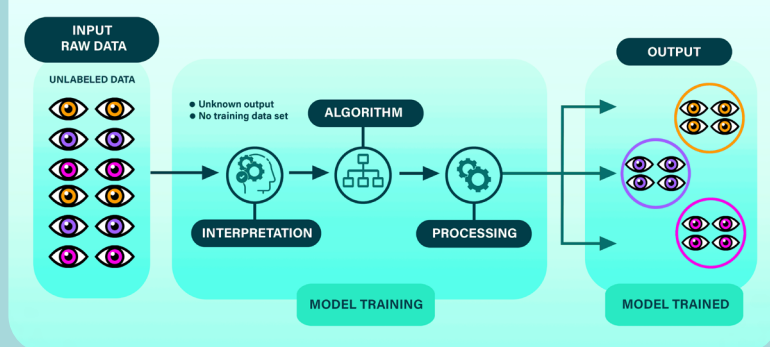 INPUT
RAW DATA
UNLABELED DATA
● Unknown output
● No training data set
INTERPRETATION
ALGORITHM
PROCESSING
MODEL TRAINING
OUTPUT
MODEL TRAINED